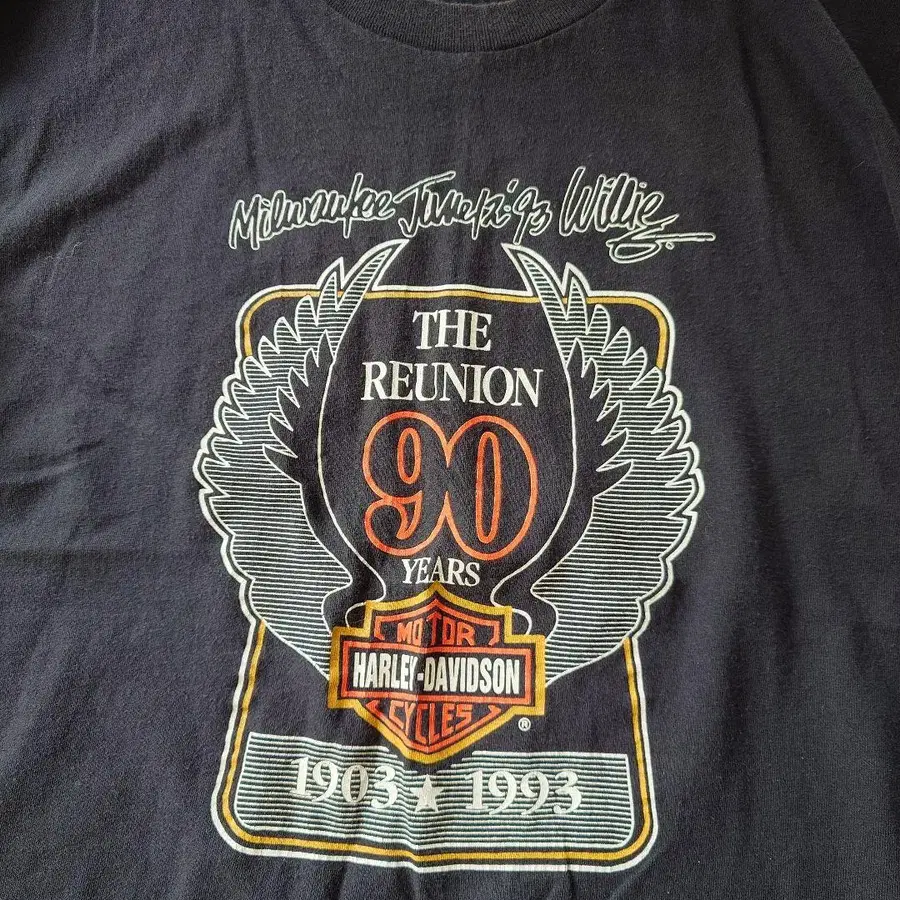 Milwaukee June 12·'93 Willie G.
THE
REUNION
90
YEARS
MOTOR
HARLEY-DAVIDSON
CYCLES
®
1903 ★ 1993